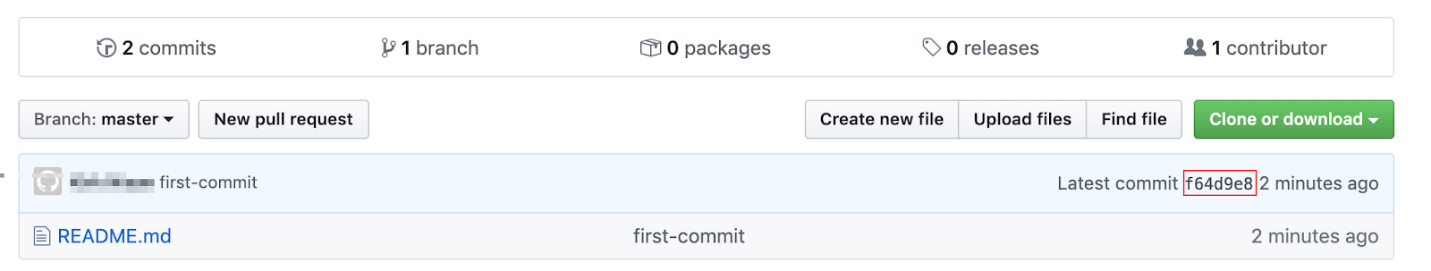 2 commits 1 branch 0 packages 0 releases 1 contributor
Branch: master New pull request Create new file Upload files Find file Clone or download
first-commit Latest commit f64d9e8 2 minutes ago
README.md first-commit 2 minutes ago